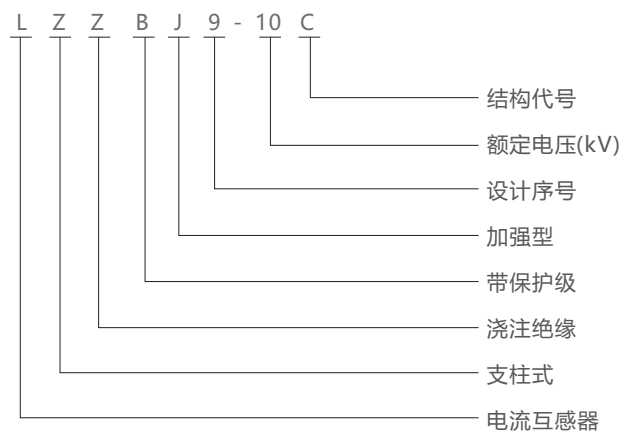 L Z Z B J 9 - 10 C
结构代号
额定电压(kV)
设计序号
加强型
带保护级
浇注绝缘
支柱式
电流互感器